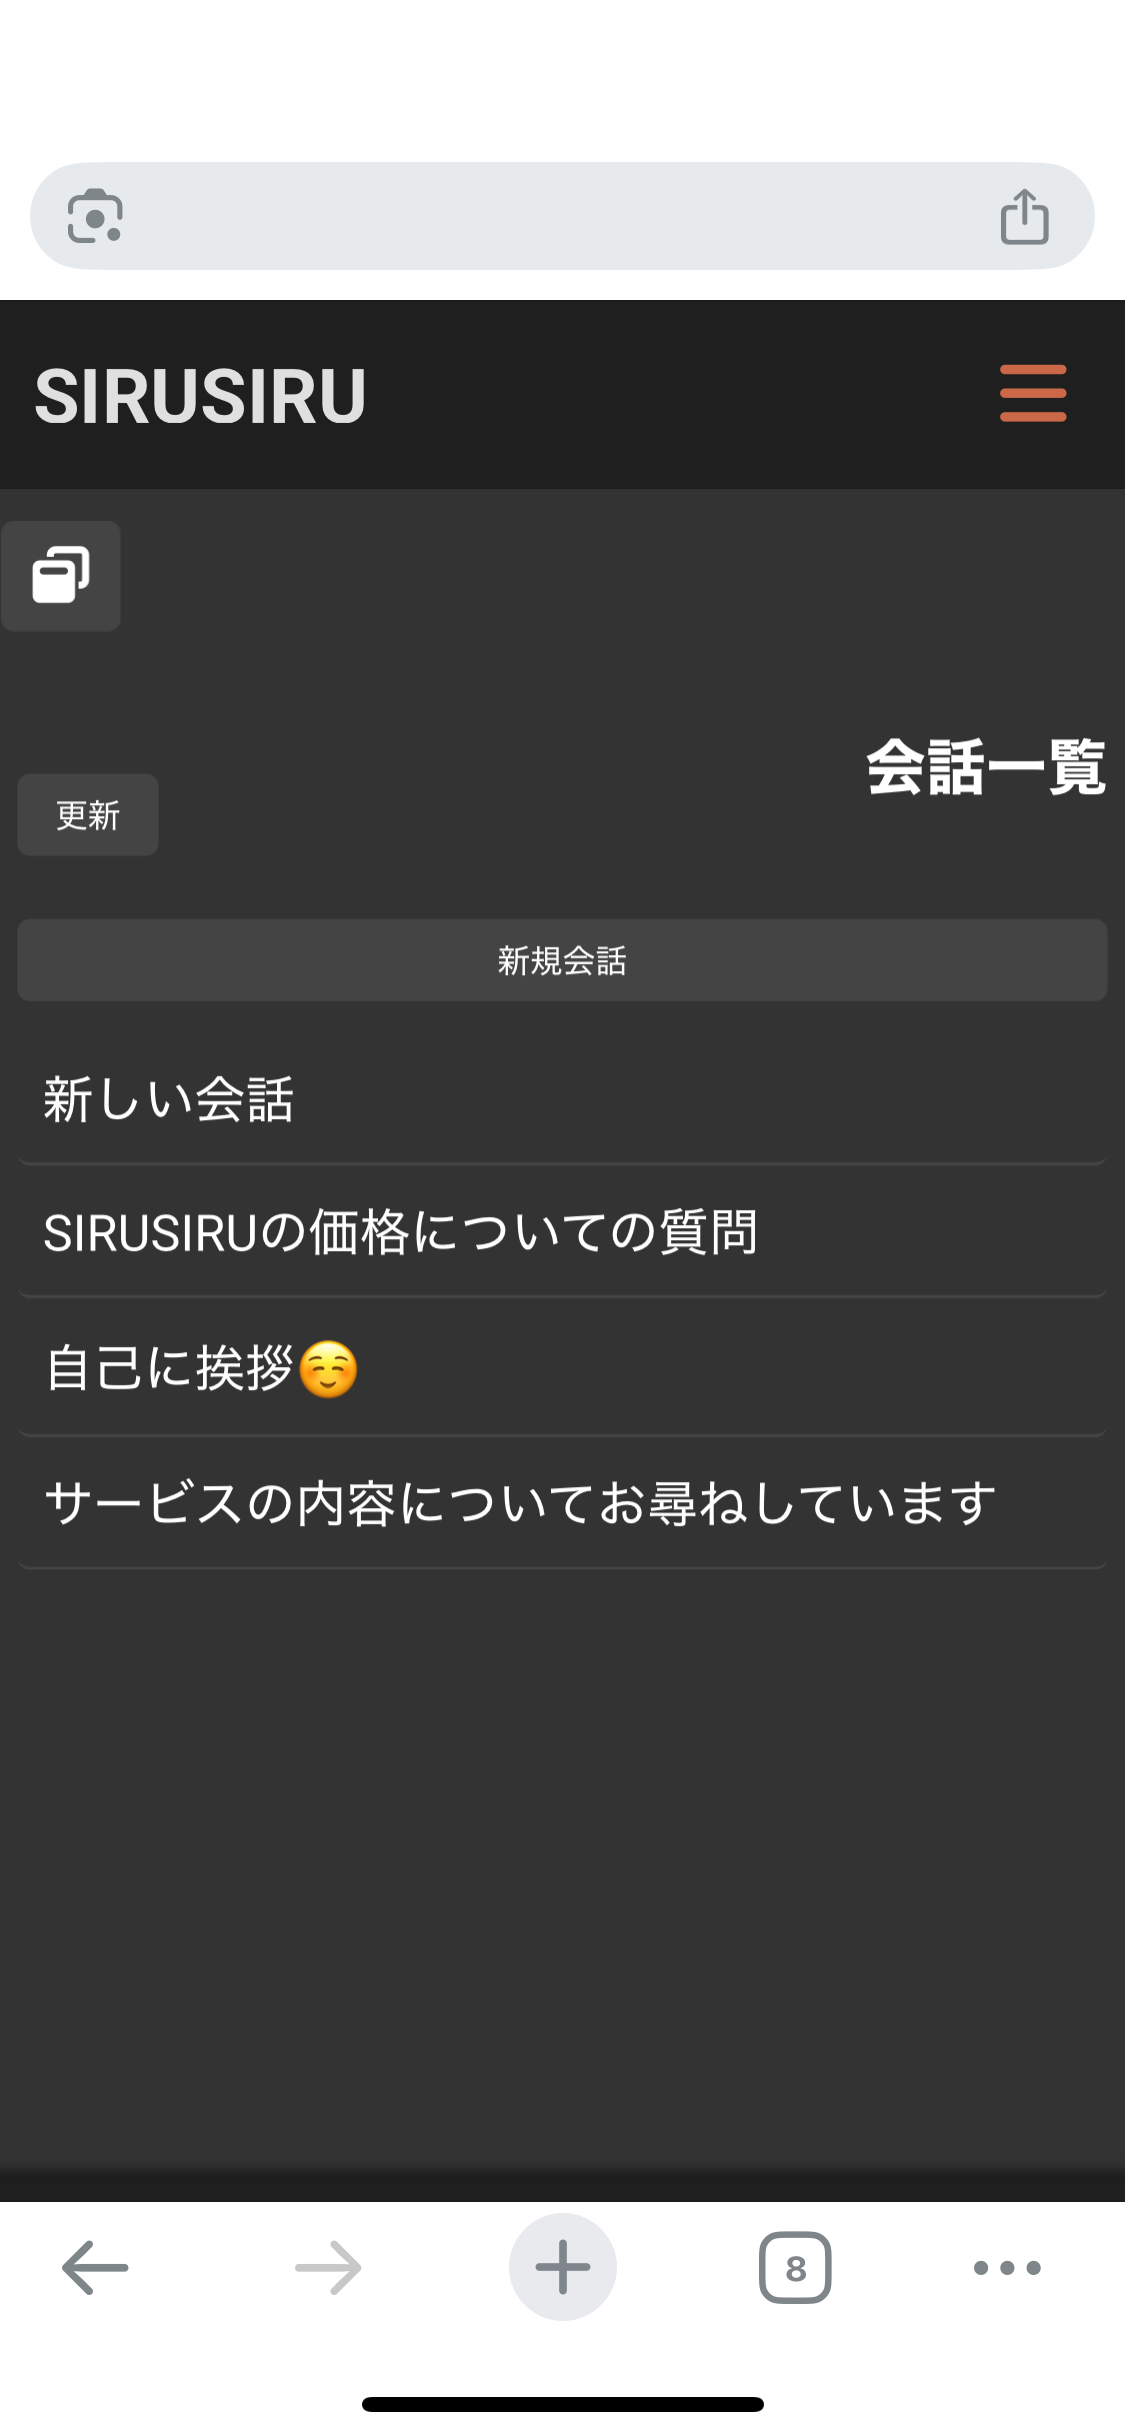 SIRUSIRU
会話一覧
更新
新規会話
新しい会話
SIRUSIRUの価格についての質問
自己に挨拶☺️
サービスの内容についてお尋ねしています
8